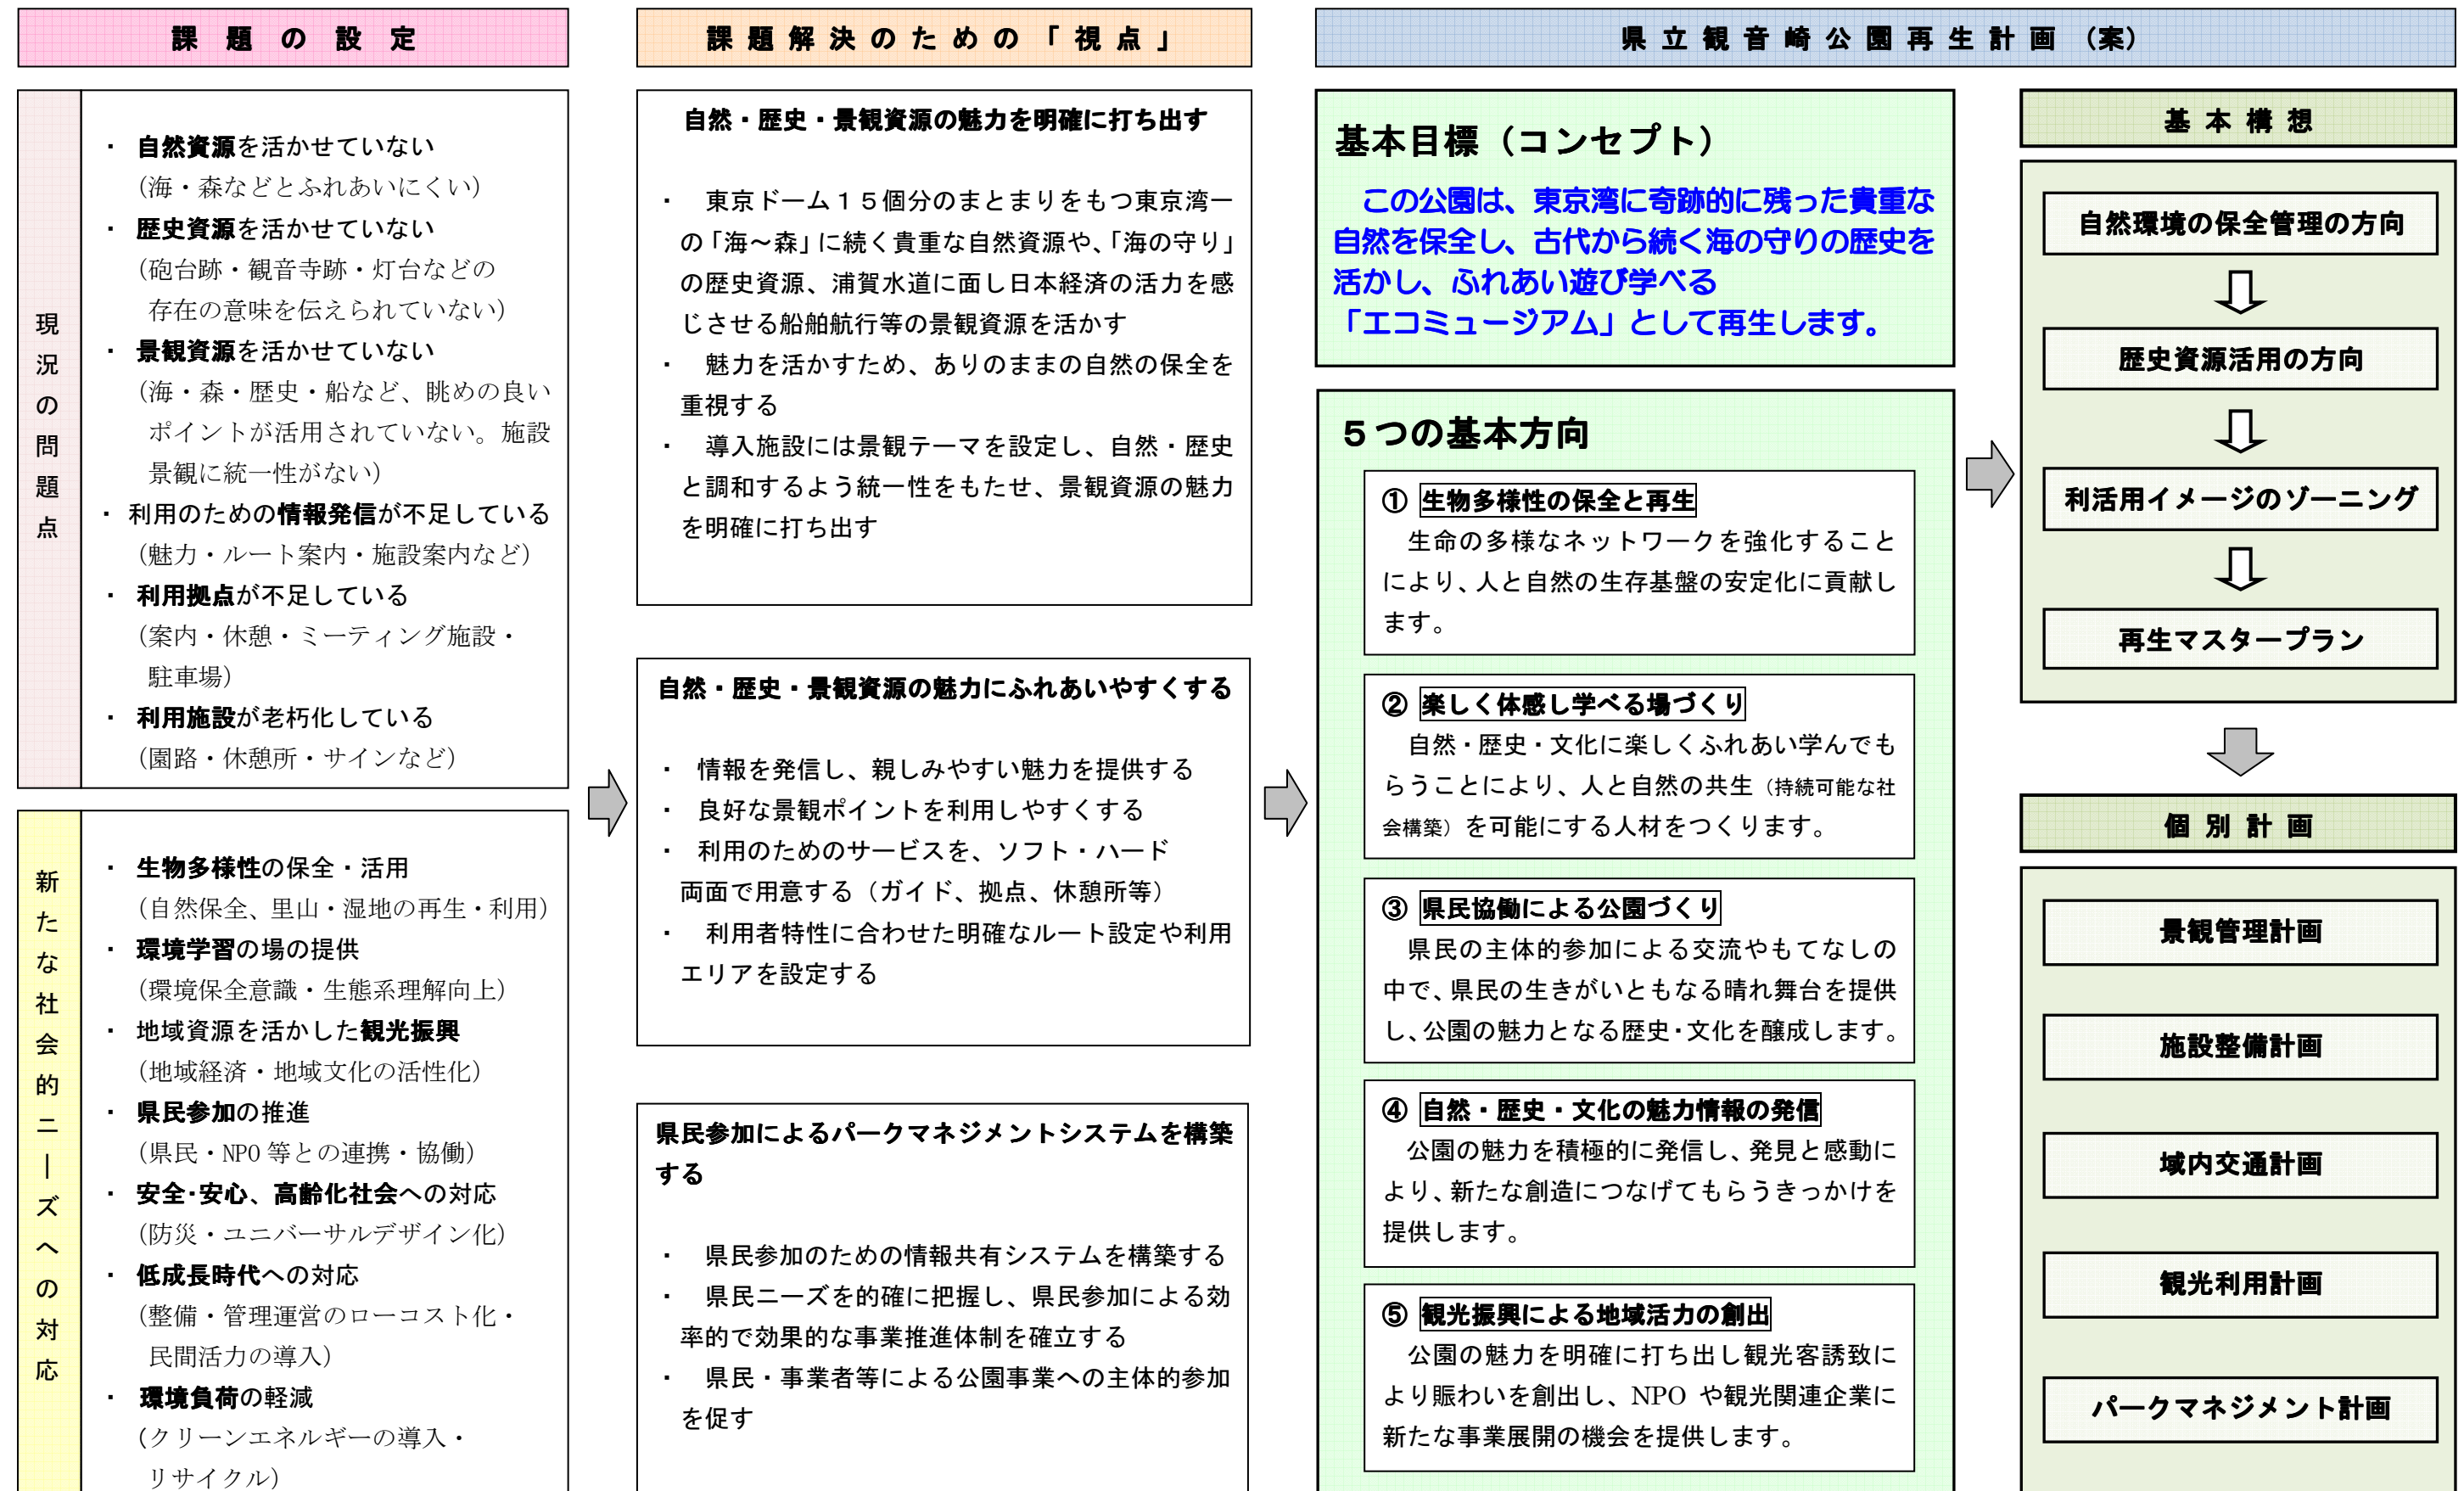 課題の設定
現況の問題点
・ 自然資源を活かせていない
（海・森などとふれあいにくい）
・ 歴史資源を活かせていない
（砲台跡・観音寺跡・灯台などの
存在の意味を伝えられていない）
・ 景観資源を活かせていない
（海・森・歴史・船など、眺めの良い
ポイントが活用されていない。施設
景観に統一性がない）
・ 利用のための情報発信が不足している
（魅力・ルート案内・施設案内など）
・ 利用拠点が不足している
（案内・休憩・ミーティング施設・
駐車場）
・ 利用施設が老朽化している
（園路・休憩所・サインなど）
新たな社会的ニーズへの対応
・ 生物多様性の保全・活用
（自然保全、里山・湿地の再生・利用）
・ 環境学習の場の提供
（環境保全意識・生態系理解向上）
・ 地域資源を活かした観光振興
（地域経済・地域文化の活性化）
・ 県民参加の推進
（県民・NPO 等との連携・協働）
・ 安全・安心、高齢化社会への対応
（防災・ユニバーサルデザイン化）
・ 低成長時代への対応
（整備・管理運営のローコスト化・
民間活力の導入）
・ 環境負荷の軽減
（クリーンエネルギーの導入・
リサイクル）
課題解決のための「視点」
自然・歴史・景観資源の魅力を明確に打ち出す
・ 東京ドーム１５個分のまとまりをもつ東京湾一
の「海～森」に続く貴重な自然資源や、「海の守り」
の歴史資源、浦賀水道に面し日本経済の活力を感
じさせる船舶航行等の景観資源を活かす
・ 魅力を活かすため、ありのままの自然の保全を
重視する
・ 導入施設には景観テーマを設定し、自然・歴史
と調和するよう統一性をもたせ、景観資源の魅力
を明確に打ち出す
自然・歴史・景観資源の魅力にふれあいやすくする
・ 情報を発信し、親しみやすい魅力を提供する
・ 良好な景観ポイントを利用しやすくする
・ 利用のためのサービスを、ソフト・ハード
両面で用意する（ガイド、拠点、休憩所等）
・ 利用者特性に合わせた明確なルート設定や利用
エリアを設定する
県民参加によるパークマネジメントシステムを構築
する
・ 県民参加のための情報共有システムを構築する
・ 県民ニーズを的確に把握し、県民参加による効
率的で効果的な事業推進体制を確立する
・ 県民・事業者等による公園事業への主体的参加
を促す
県立観音崎公園再生計画（案）
基本目標（コンセプト）
この公園は、東京湾に奇跡的に残った貴重な
自然を保全し、古代から続く海の守りの歴史を
活かし、ふれあい遊び学べる
「エコミュージアム」として再生します。
５つの基本方向
① 生物多様性の保全と再生
生命の多様なネットワークを強化すること
により、人と自然の生存基盤の安定化に貢献し
ます。
② 楽しく体感し学べる場づくり
自然・歴史・文化に楽しくふれあい学んでも
らうことにより、人と自然の共生（持続可能な社
会構築）を可能にする人材をつくります。
③ 県民協働による公園づくり
県民の主体的参加による交流やもてなしの
中で、県民の生きがいともなる晴れ舞台を提供
し、公園の魅力となる歴史・文化を醸成します。
④ 自然・歴史・文化の魅力情報の発信
公園の魅力を積極的に発信し、発見と感動に
より、新たな創造につなげてもらうきっかけを
提供します。
⑤ 観光振興による地域活力の創出
公園の魅力を明確に打ち出し観光客誘致に
より賑わいを創出し、NPO や観光関連企業に
新たな事業展開の機会を提供します。
基本構想
自然環境の保全管理の方向
歴史資源活用の方向
利活用イメージのゾーニング
再生マスタープラン
個別計画
景観管理計画
施設整備計画
域内交通計画
観光利用計画
パークマネジメント計画